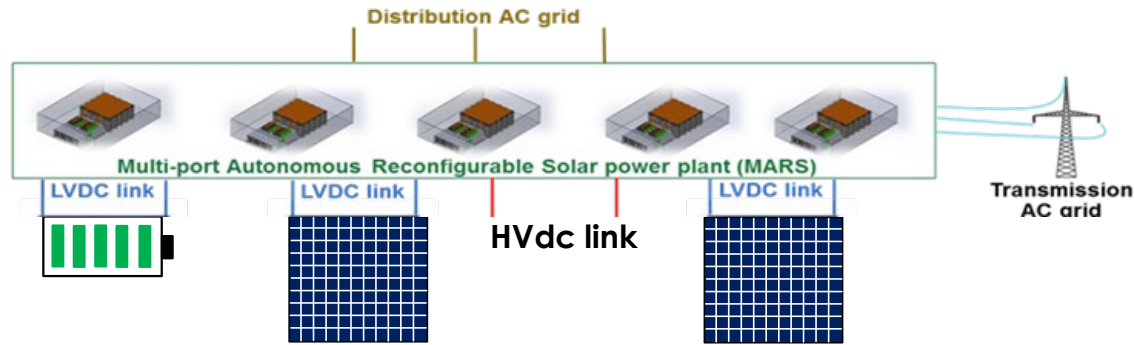 Distribution AC grid
Multi-port Autonomous Reconfigurable Solar power plant (MARS)
LVDC link
LVDC link
LVDC link
HVdc link
Transmission
AC grid